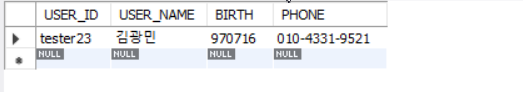 USER_ID USER_NAME BIRTH PHONE
tester23 김광민 970716 010-4331-9521
NULL NULL NULL NULL